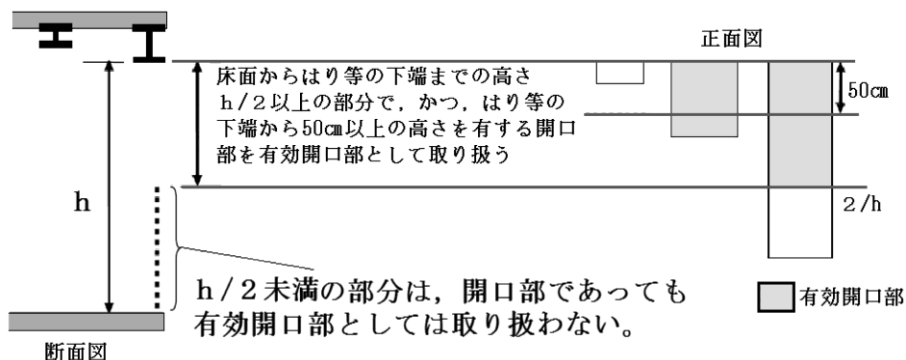 正面図
床面からはり等の下端までの高さ
h/2以上の部分で,かつ,はり等の
下端から50㎝以上の高さを有する開口
部を有効開口部として取り扱う
50㎝
h
2/h
h/2未満の部分は,開口部であっても
有効開口部としては取り扱わない。
有効開口部
断面図